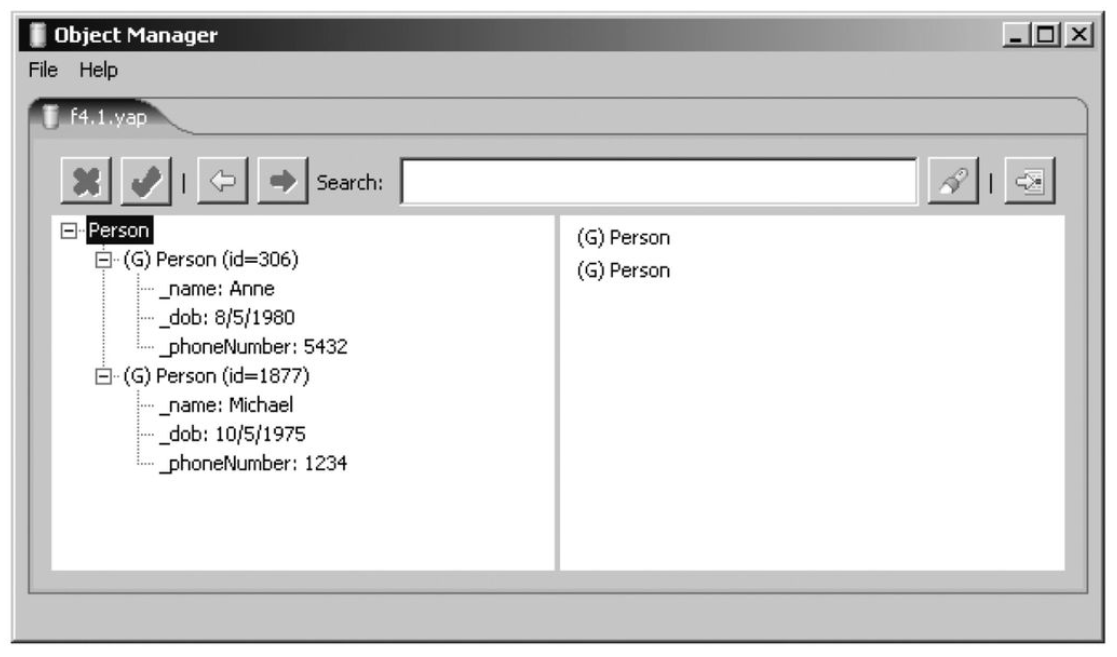 Object Manager
File Help
f4.1.yap
Search:
Person
(G) Person (id=306)
_name: Anne
_dob: 8/5/1980
_phoneNumber: 5432
(G) Person (id=1877)
_name: Michael
_dob: 10/5/1975
_phoneNumber: 1234
(G) Person
(G) Person